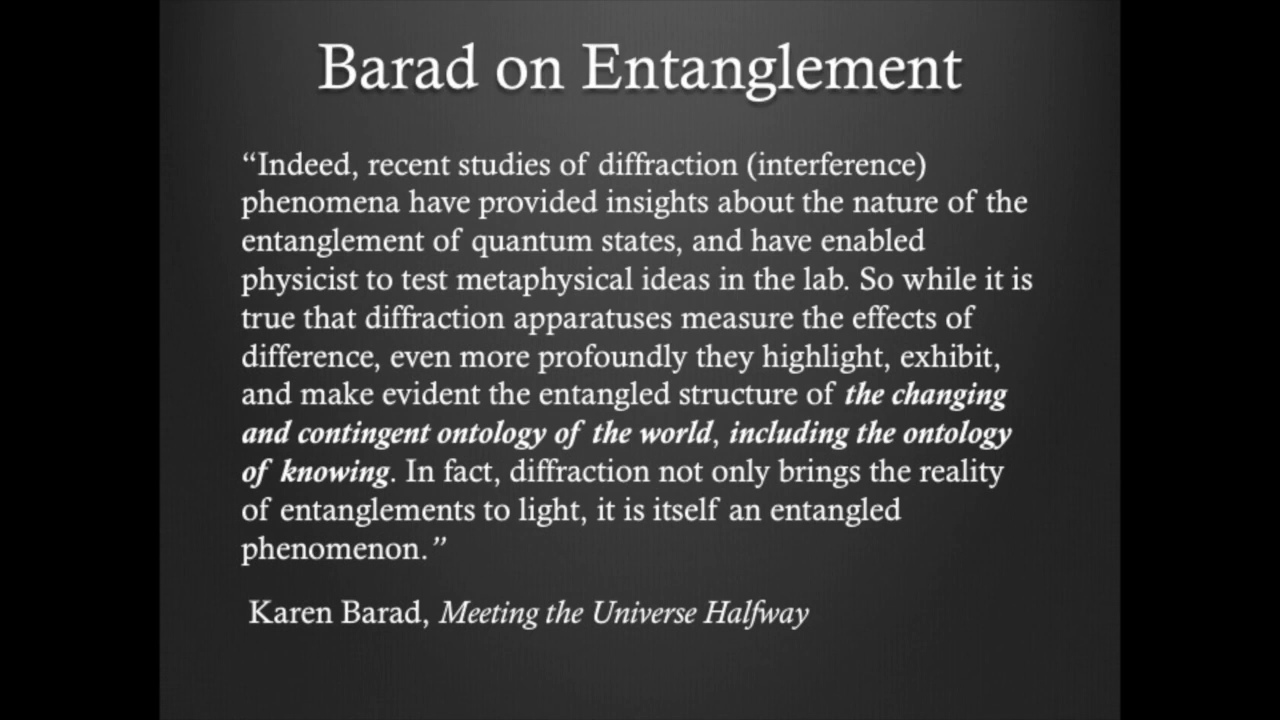 Barad on Entanglement
“Indeed, recent studies of diffraction (interference)
phenomena have provided insights about the nature of the
entanglement of quantum states, and have enabled
physicist to test metaphysical ideas in the lab. So while it is
true that diffraction apparatuses measure the effects of
difference, even more profoundly they highlight, exhibit,
and make evident the entangled structure of the changing
and contingent ontology of the world, including the ontology
of knowing. In fact, diffraction not only brings the reality
of entanglements to light, it is itself an entangled
phenomenon.”
Karen Barad, Meeting the Universe Halfway